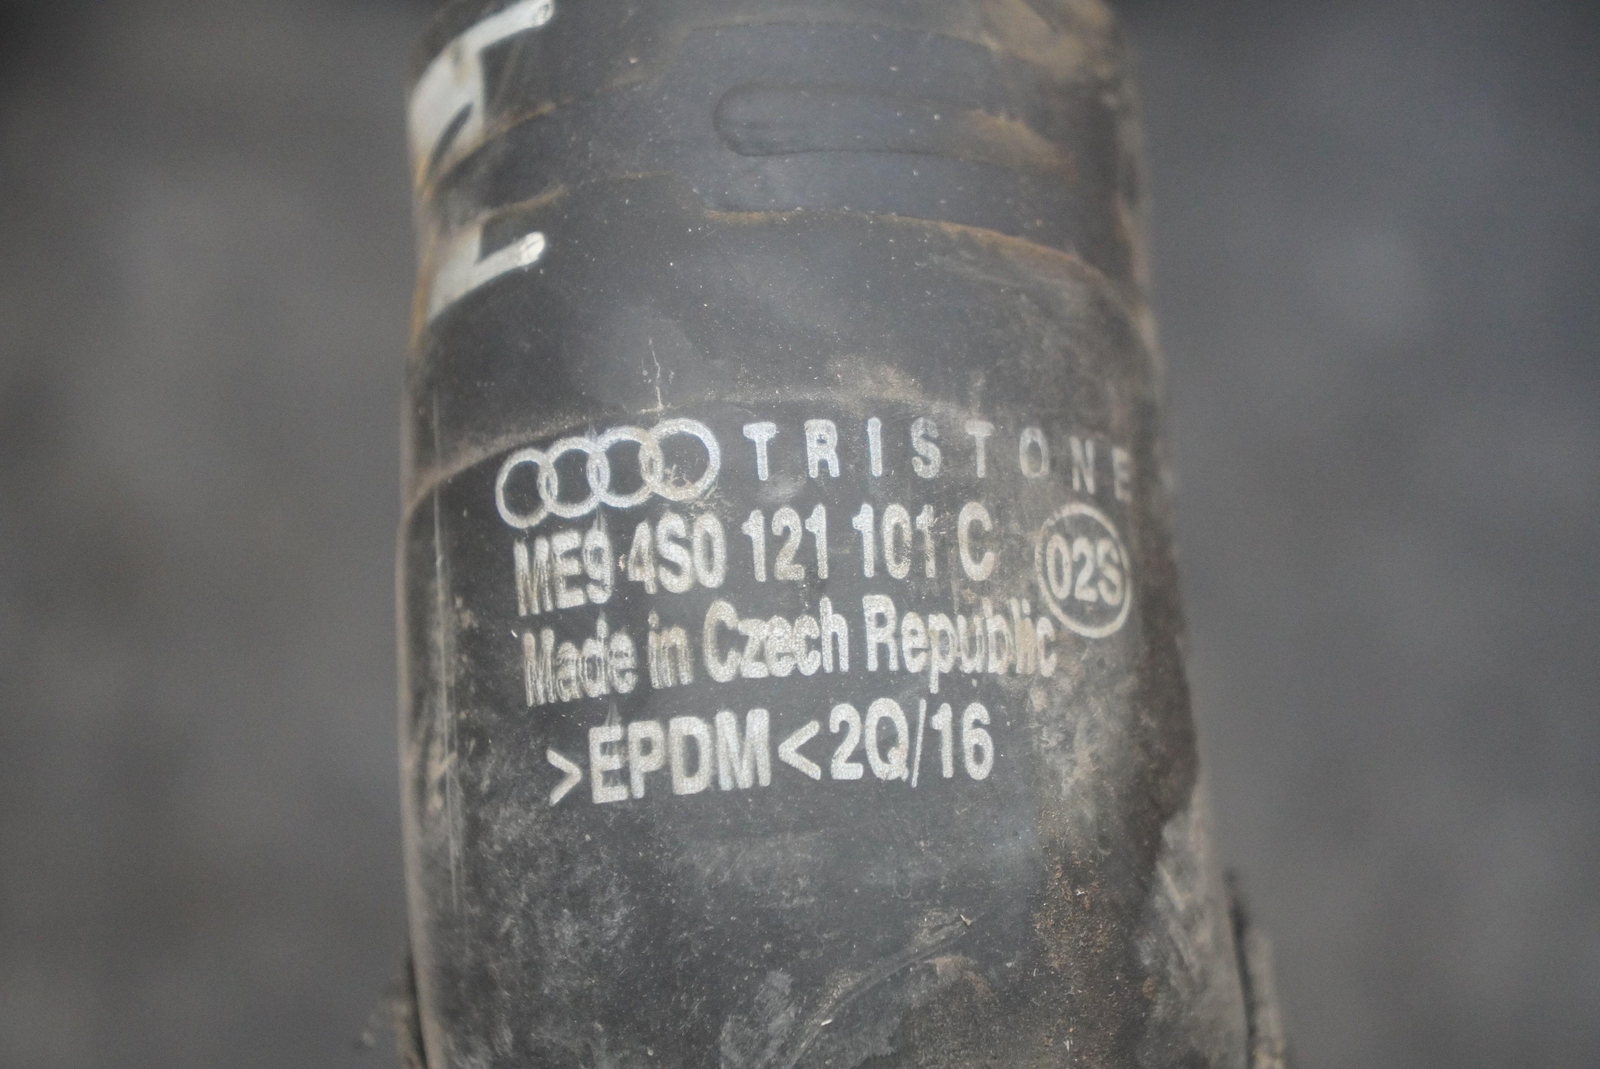 TRISTONE
ME9 4S0 121 101 C 02S
Made in Czech Republic
>EPDM<2Q/16